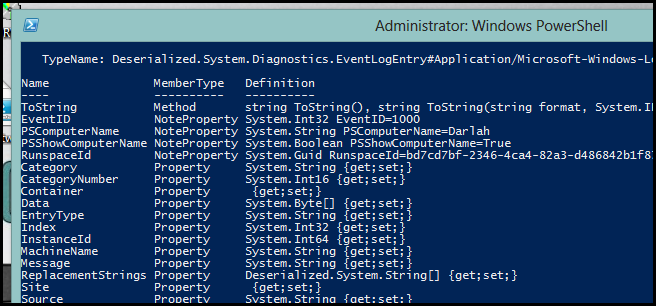 Administrator: Windows PowerShell
TypeName: Deserialized.System.Diagnostics.EventLogEntry#Application/Microsoft-Windows-Lo
Name MemberType Definition
---- ---------- ----------
ToString Method string ToString(), string ToString(string format, System.I
EventID NoteProperty System.Int32 EventID=1000
PSComputerName NoteProperty System.String PSComputerName=Darlah
PSShowComputerName NoteProperty System.Boolean PSShowComputerName=True
RunspaceId NoteProperty System.Guid RunspaceId=bd7cd7bf-2346-4ca4-82a3-d486842b1f8
Category Property System.String {get;set;}
CategoryNumber Property System.Int16 {get;set;}
Container Property {get;set;}
Data Property System.Byte[] {get;set;}
EntryType Property System.String {get;set;}
Index Property System.Int32 {get;set;}
InstanceId Property System.Int64 {get;set;}
MachineName Property System.String {get;set;}
Message Property System.String {get;set;}
ReplacementStrings Property Deserialized.System.String[] {get;set;}
Site Property {get;set;}
Source Property System.String {get;set;}